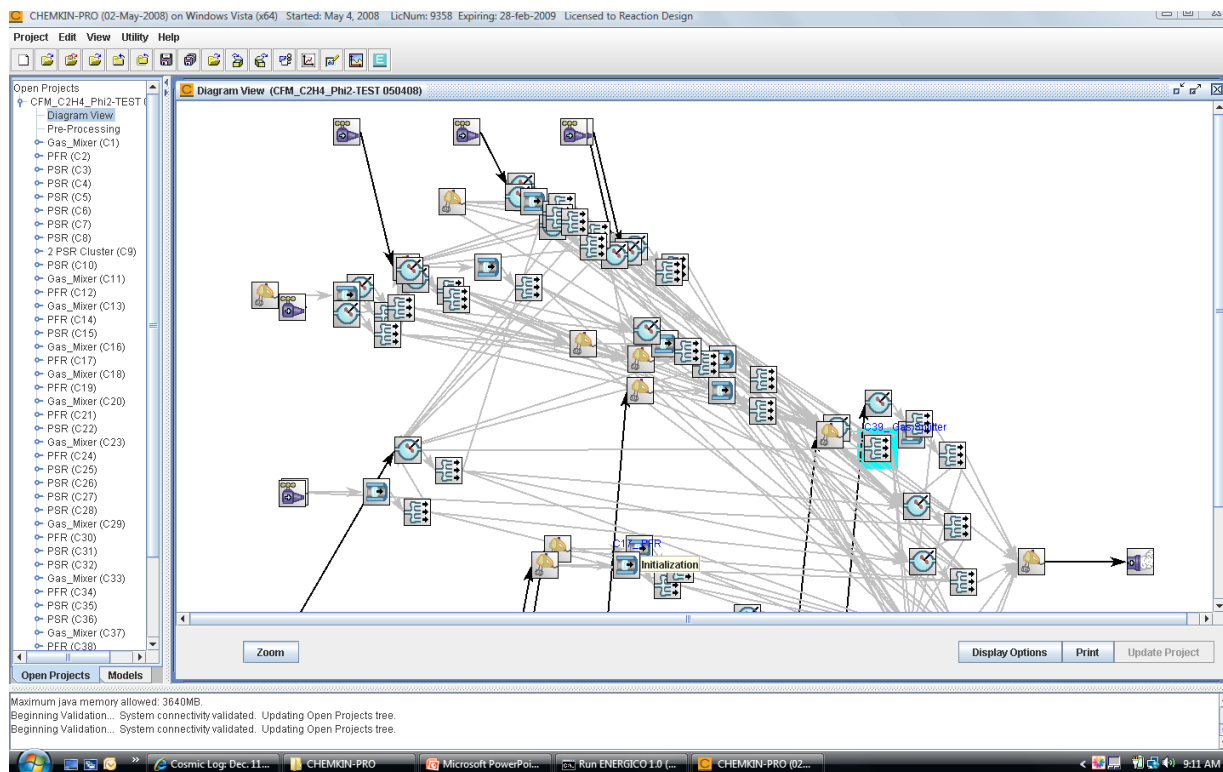 CHEMKIN-PRO (02-May-2008) on Windows Vista (x64) Started: May 4, 2008 LicNum: 9358 Expiring: 28-feb-2009 Licensed to Reaction Design
Project Edit View Utility Help
Open Projects
CFM_C2H4_Phi2-TEST (
Diagram View
Pre-Processing
Gas_Mixer (C1)
PFR (C2)
PSR (C3)
PSR (C4)
PSR (C5)
PSR (C6)
PSR (C7)
PSR (C8)
2 PSR Cluster (C9)
PSR (C10)
Gas_Mixer (C11)
PFR (C12)
Gas_Mixer (C13)
PFR (C14)
PSR (C15)
Gas_Mixer (C16)
PFR (C17)
Gas_Mixer (C18)
PFR (C19)
Gas_Mixer (C20)
PFR (C21)
PSR (C22)
Gas_Mixer (C23)
PFR (C24)
PSR (C25)
PSR (C26)
PSR (C27)
PSR (C28)
Gas_Mixer (C29)
PFR (C30)
PSR (C31)
PSR (C32)
Gas_Mixer (C33)
PFR (C34)
PSR (C35)
PSR (C36)
Gas_Mixer (C37)
PFR (C38)
Open Projects Models
Diagram View (CFM_C2H4_Phi2-TEST 050408)
C39_ Gas Splitter
C17_ PFR
Initialization
Zoom Display Options Print Update Project
Maximum java memory allowed: 3640MB.
Beginning Validation... System connectivity validated. Updating Open Projects tree.
Beginning Validation... System connectivity validated. Updating Open Projects tree.
Cosmic Log: Dec. 11... CHEMKIN-PRO Microsoft PowerPoi... Run ENERGICO 1.0 (... CHEMKIN-PRO (02... 9:11 AM